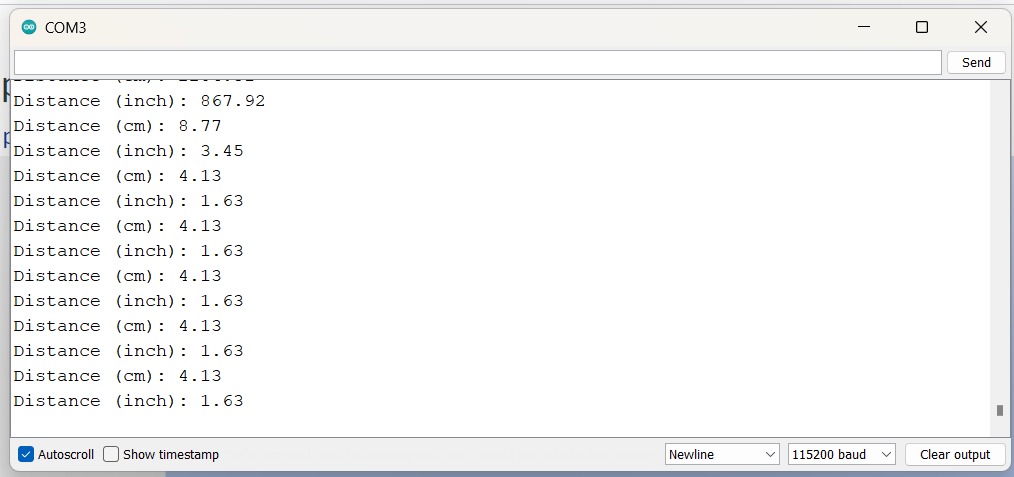 COM3
Send
Distance (inch): 867.92
Distance (cm): 8.77
Distance (inch): 3.45
Distance (cm): 4.13
Distance (inch): 1.63
Distance (cm): 4.13
Distance (inch): 1.63
Distance (cm): 4.13
Distance (inch): 1.63
Distance (cm): 4.13
Distance (inch): 1.63
Distance (cm): 4.13
Distance (inch): 1.63
Autoscroll Show timestamp Newline 115200 baud Clear output